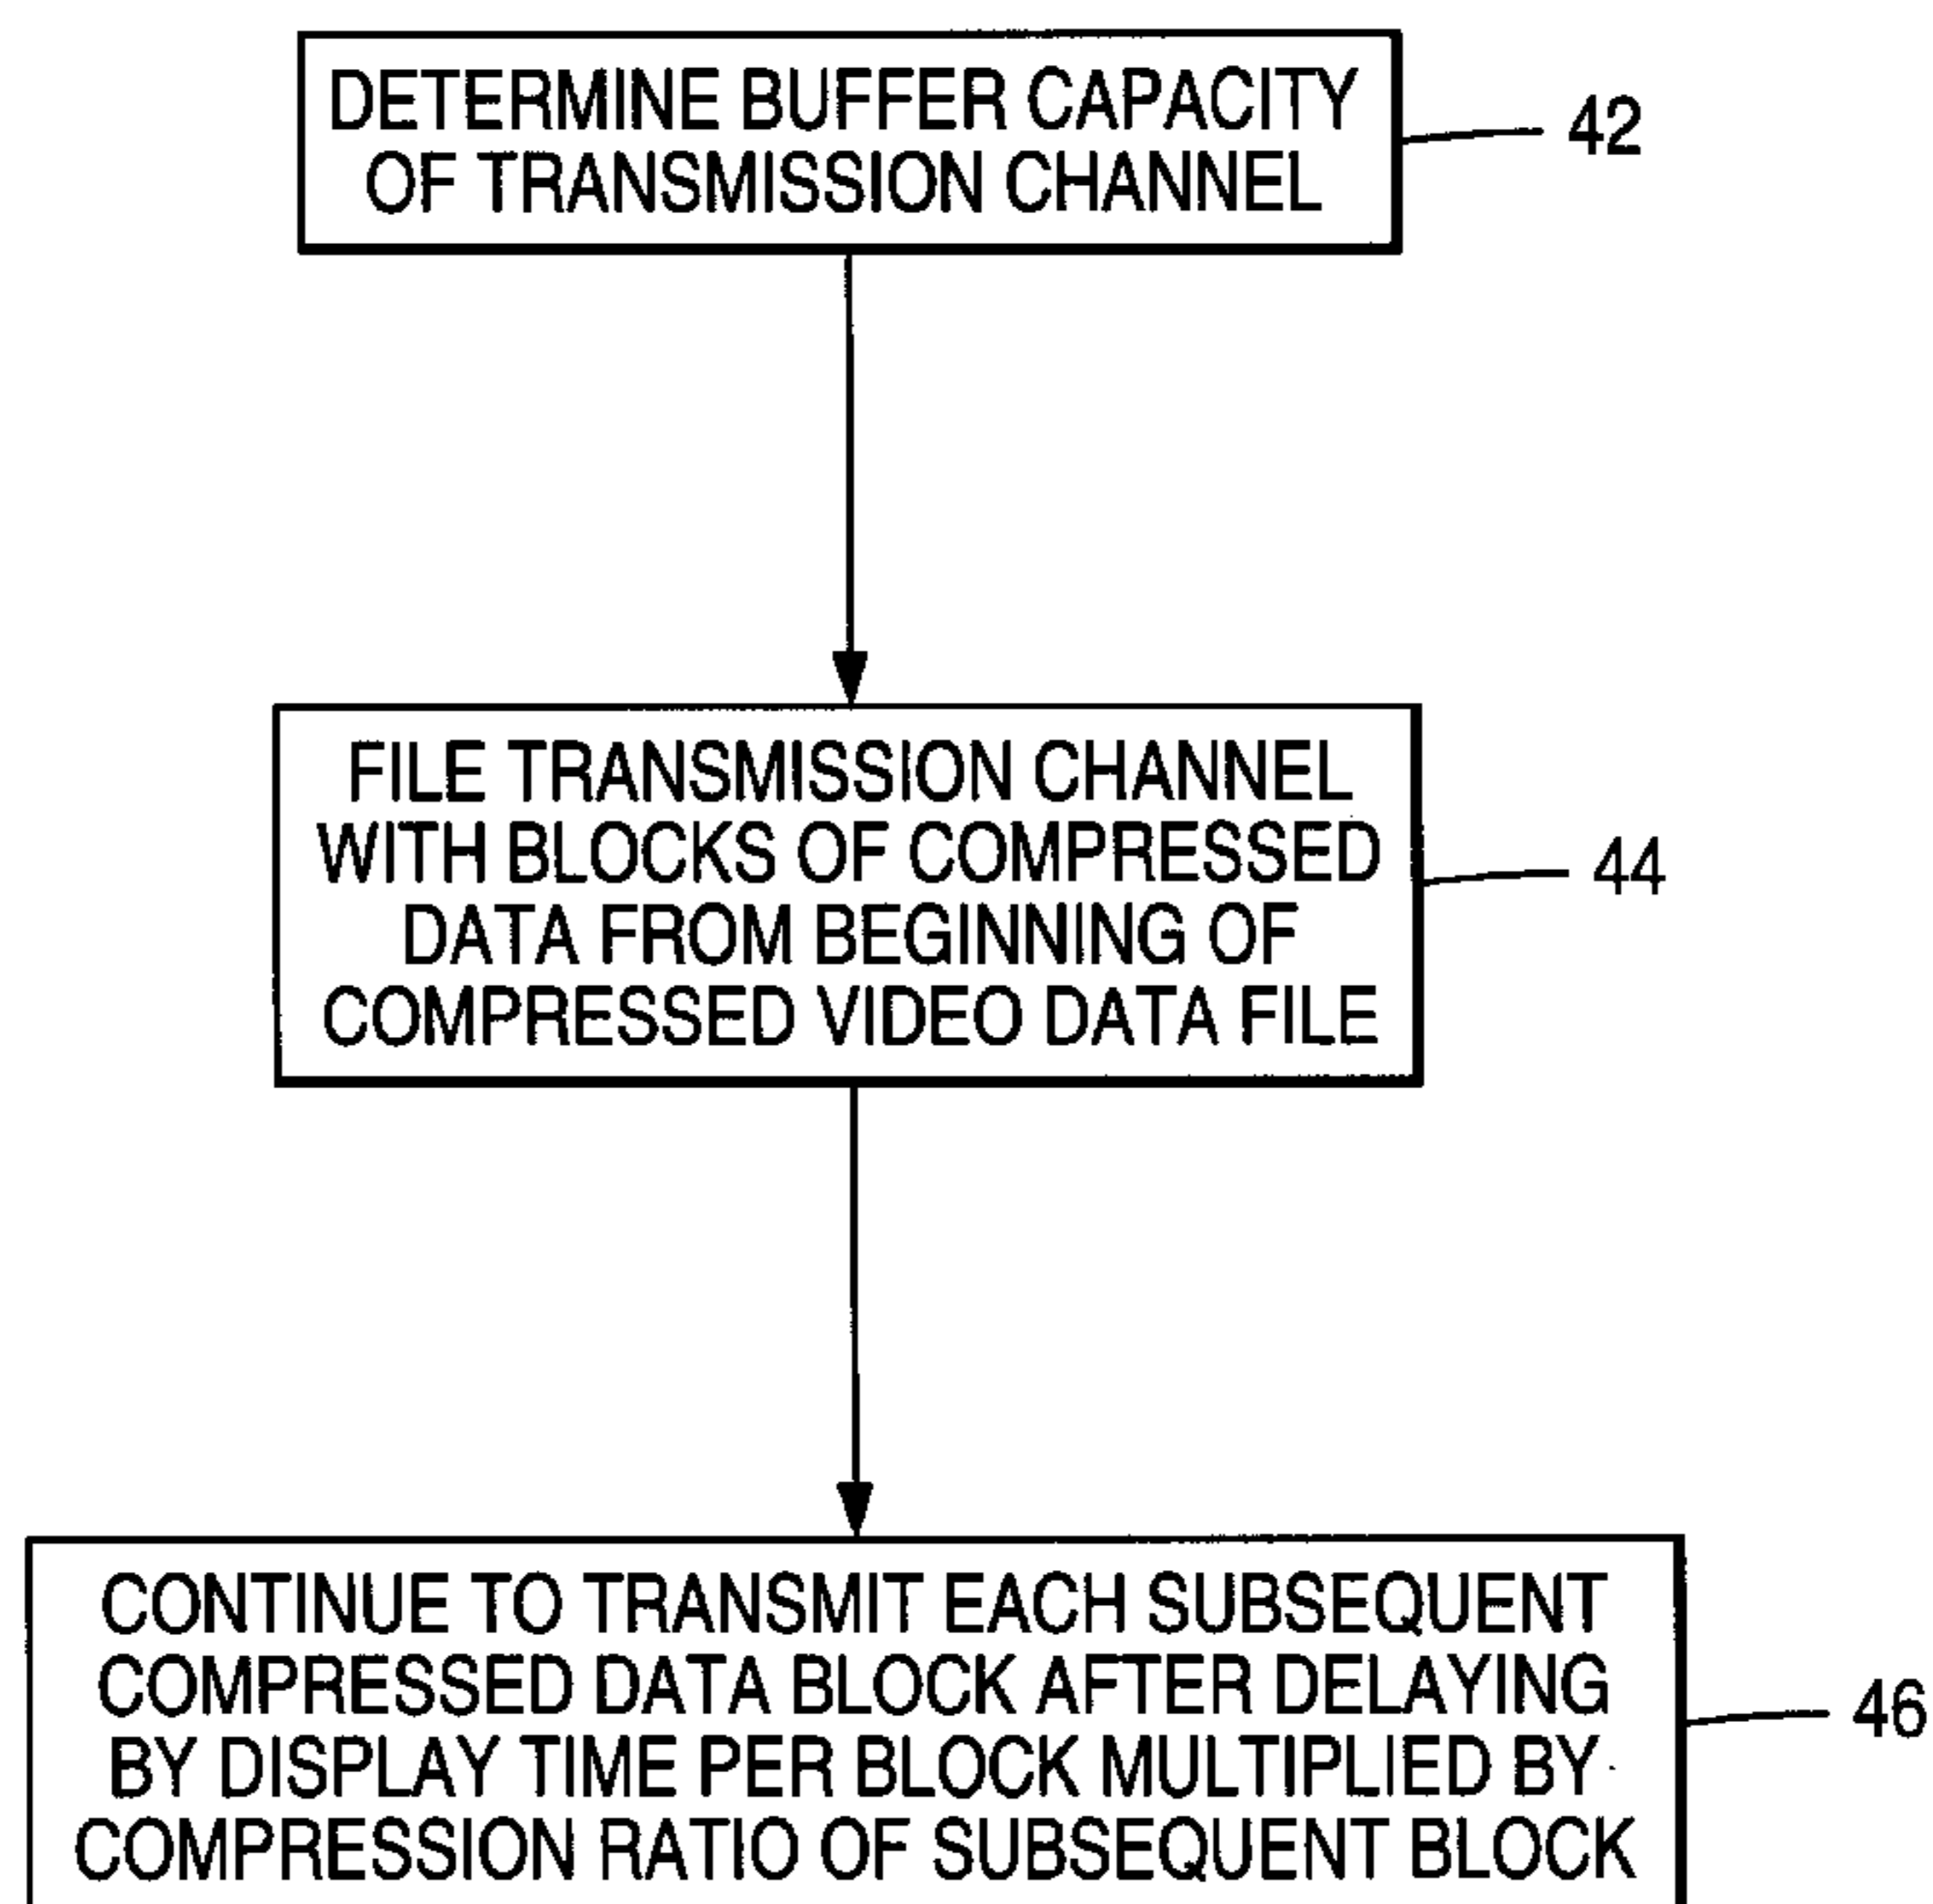 DETERMINE BUFFER CAPACITY
OF TRANSMISSION CHANNEL
42
FILE TRANSMISSION CHANNEL
WITH BLOCKS OF COMPRESSED
DATA FROM BEGINNING OF
COMPRESSED VIDEO DATA FILE
44
CONTINUE TO TRANSMIT EACH SUBSEQUENT
COMPRESSED DATA BLOCK AFTER DELAYING
BY DISPLAY TIME PER BLOCK MULTIPLIED BY
COMPRESSION RATIO OF SUBSEQUENT BLOCK
46